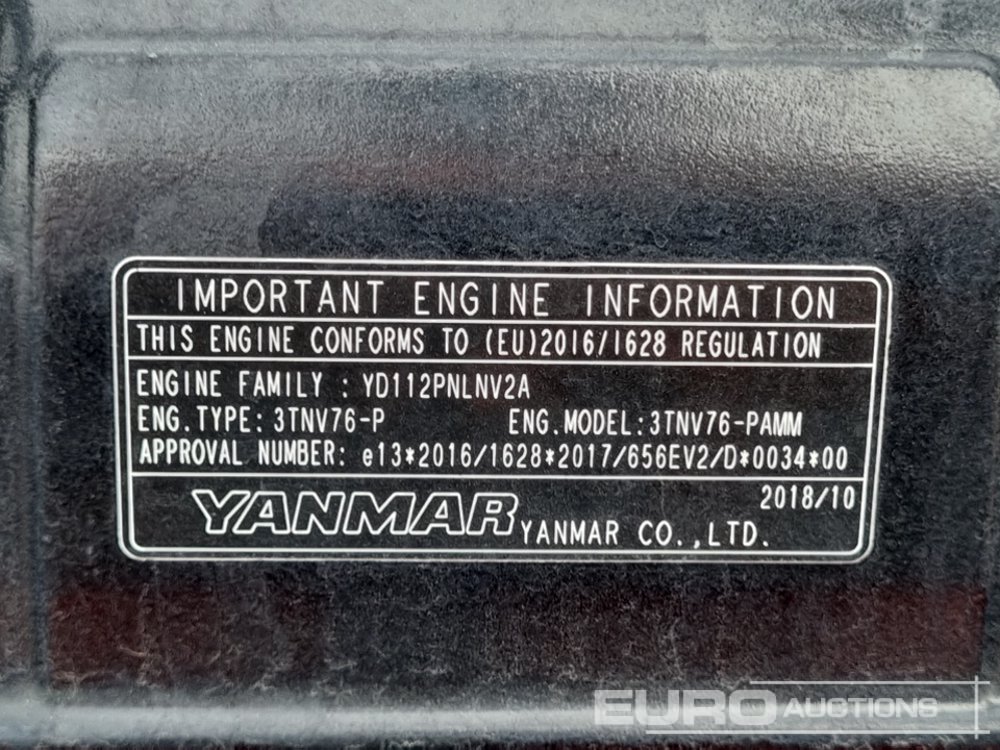 IMPORTANT ENGINE INFORMATION
THIS ENGINE CONFORMS TO (EU)2016/1628 REGULATION
ENGINE FAMILY : YD112PNLNV2A
ENG.TYPE: 3TNV76-P ENG.MODEL:3TNV76-PAMM
APPROVAL NUMBER: e13*2016/1628*2017/656EV2/D*0034*00
2018/10
YANMAR YANMAR CO.,LTD.
EURO AUCTIONS